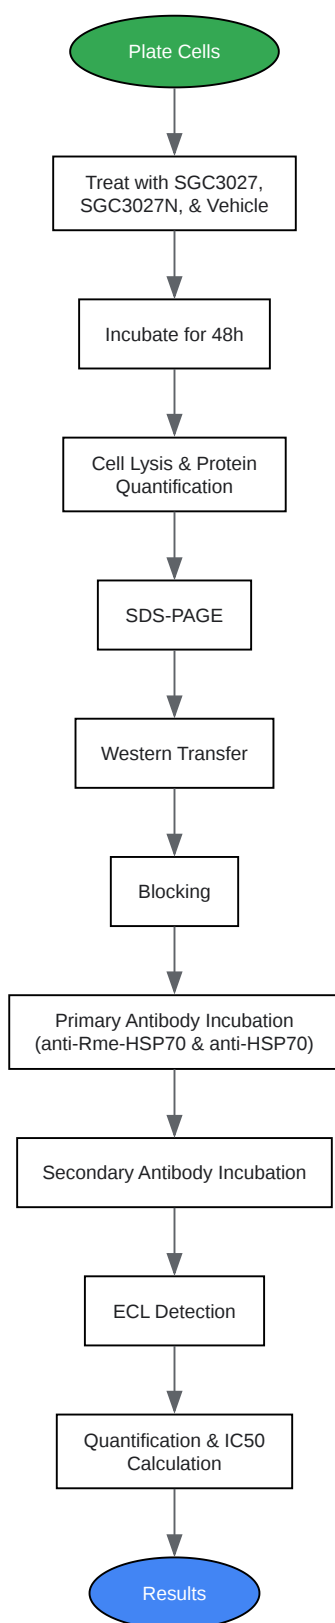 Plate Cells
Treat with SGC3027,
SGC3027N, & Vehicle
Incubate for 48h
Cell Lysis & Protein
Quantification
SDS-PAGE
Western Transfer
Blocking
Primary Antibody Incubation
(anti-Rme-HSP70 & anti-HSP70)
Secondary Antibody Incubation
ECL Detection
Quantification & IC50
Calculation
Results